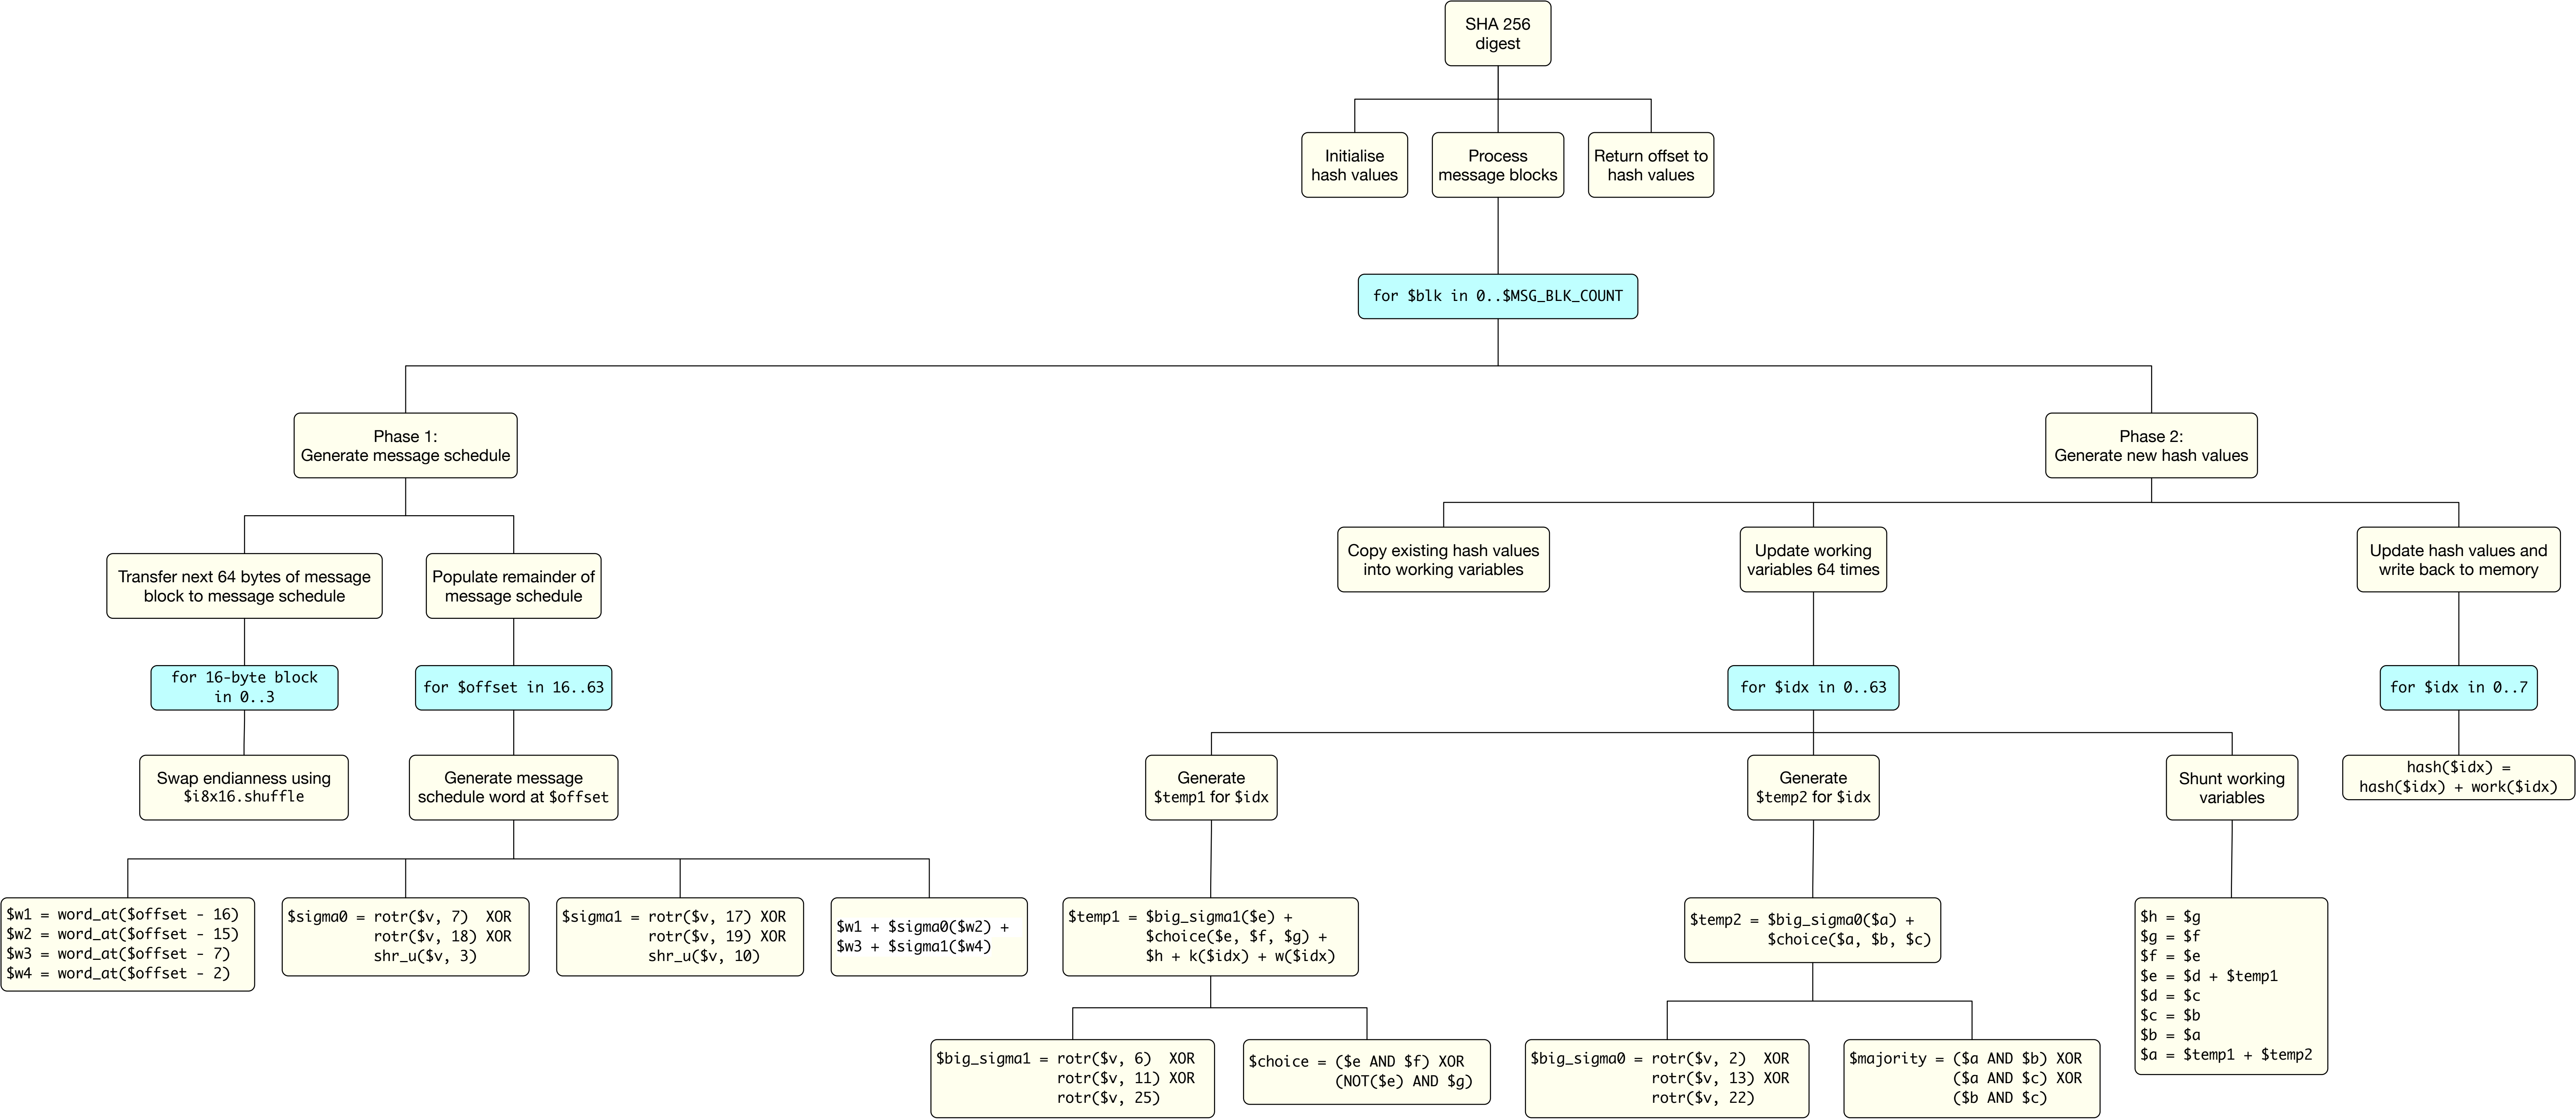 SHA 256
digest
Initialise
hash values
Process
message blocks
Return offset to
hash values
for $blk in 0..$MSG_BLK_COUNT
Phase 1:
Generate message schedule
Phase 2:
Generate new hash values
Transfer next 64 bytes of message
block to message schedule
Populate remainder of
message schedule
Copy existing hash values
into working variables
Update working
variables 64 times
Update hash values and
write back to memory
for 16-byte block
in 0..3
for $offset in 16..63
for $idx in 0..63
for $idx in 0..7
Swap endianness using
$i8x16.shuffle
Generate message
schedule word at $offset
Generate
$temp1 for $idx
Generate
$temp2 for $idx
Shunt working
variables
hash($idx) =
hash($idx) + work($idx)
$w1 = word_at($offset - 16)
$w2 = word_at($offset - 15)
$w3 = word_at($offset - 7)
$w4 = word_at($offset - 2)
$sigma0 = rotr($v, 7)  XOR
rotr($v, 18) XOR
shr_u($v, 3)
$sigma1 = rotr($v, 17) XOR
rotr($v, 19) XOR
shr_u($v, 10)
$w1 + $sigma0($w2) +
$w3 + $sigma1($w4)
$temp1 = $big_sigma1($e) +
$choice($e, $f, $g) +
$h + k($idx) + w($idx)
$temp2 = $big_sigma0($a) +
$choice($a, $b, $c)
$h = $g
$g = $f
$f = $e
$e = $d + $temp1
$d = $c
$c = $b
$b = $a
$a = $temp1 + $temp2
$big_sigma1 = rotr($v, 6)  XOR
rotr($v, 11) XOR
rotr($v, 25)
$choice = ($e AND $f) XOR
(NOT($e) AND $g)
$big_sigma0 = rotr($v, 2)  XOR
rotr($v, 13) XOR
rotr($v, 22)
$majority = ($a AND $b) XOR
($a AND $c) XOR
($b AND $c)